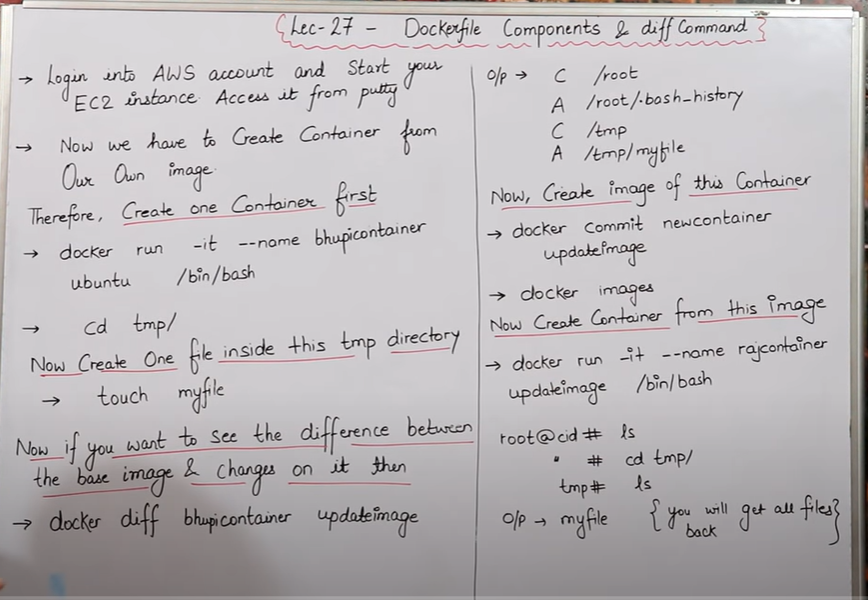 {Lec-27 - Dockerfile Components & diff Command}
→ Login into AWS account and Start your
EC2 instance. Access it from putty
→ Now we have to Create Container from
Our Own image.
Therefore, Create one Container first
→ docker run -it --name bhupicontainer
ubuntu /bin/bash
→ cd tmp/
Now Create One file inside this tmp directory
→ touch myfile
Now if you want to see the difference between
the base image & changes on it then
→ docker diff bhupicontainer updateimage
O/P → C /root
A /root/.bash_history
C /tmp
A /tmp/myfile
Now, Create image of this Container
→ docker commit newcontainer
updateimage
→ docker images
Now Create Container from this image
→ docker run -it --name rajcontainer
updateimage /bin/bash
root@cid # ls
" # cd tmp/
tmp# ls
O/P → myfile {you will get all files}
back